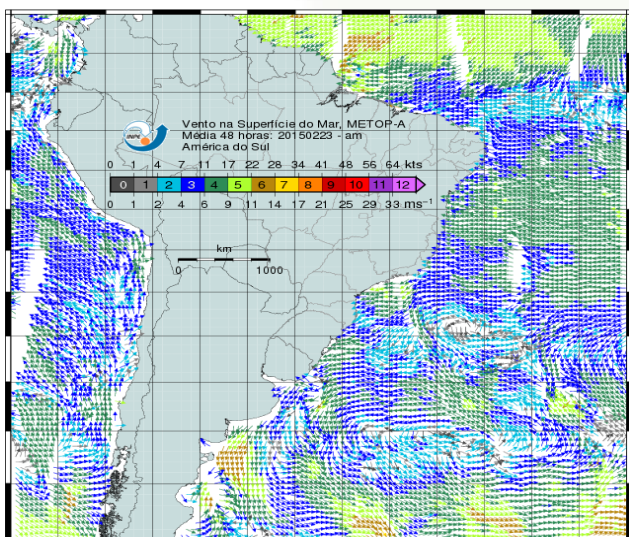 INPE
Vento na Superfície do Mar, METOP-A
Média 48 horas: 20150223 - am
América do Sul
0 1 4 7 11 17 22 28 34 41 48 56 64 kts
0 1 2 3 4 5 6 7 8 9 10 11 12
0 1 2 4 6 9 11 14 17 21 25 29 33 ms⁻¹
km
0 1000